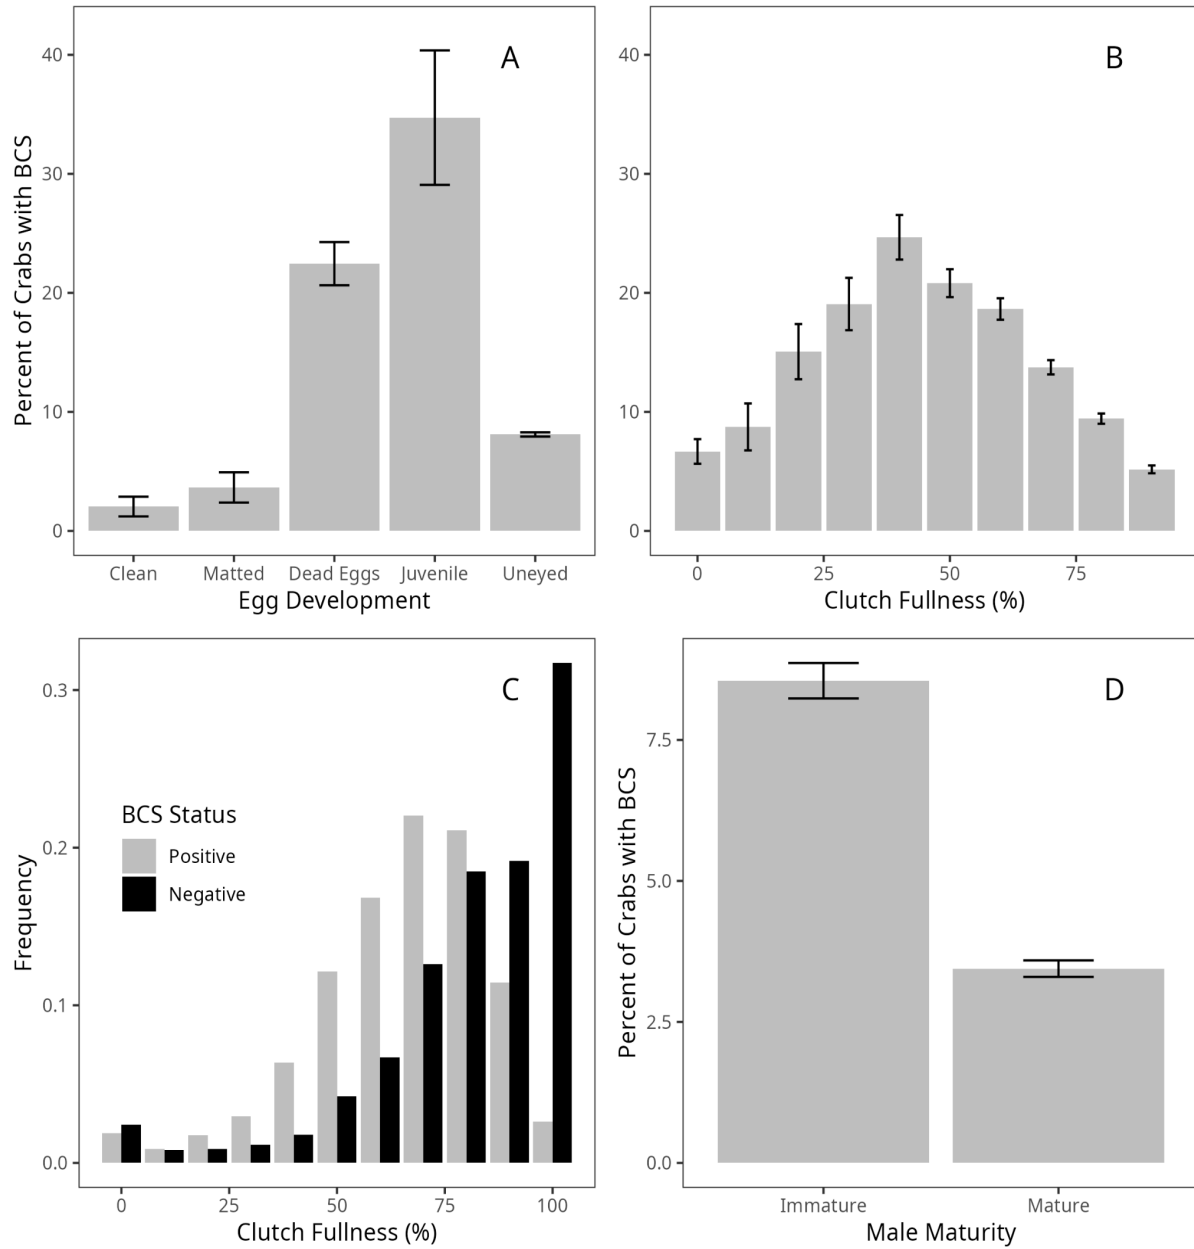 A
Percent of Crabs with BCS
40
30
20
10
0
Clean Matted Dead Eggs Juvenile Uneyed
Egg Development
B
40
30
20
10
0
0 25 50 75
Clutch Fullness (%)
C
Frequency
0.3
0.2
0.1
0.0
BCS Status
Positive
Negative
0 25 50 75 100
Clutch Fullness (%)
D
Percent of Crabs with BCS
7.5
5.0
2.5
0.0
Immature Mature
Male Maturity